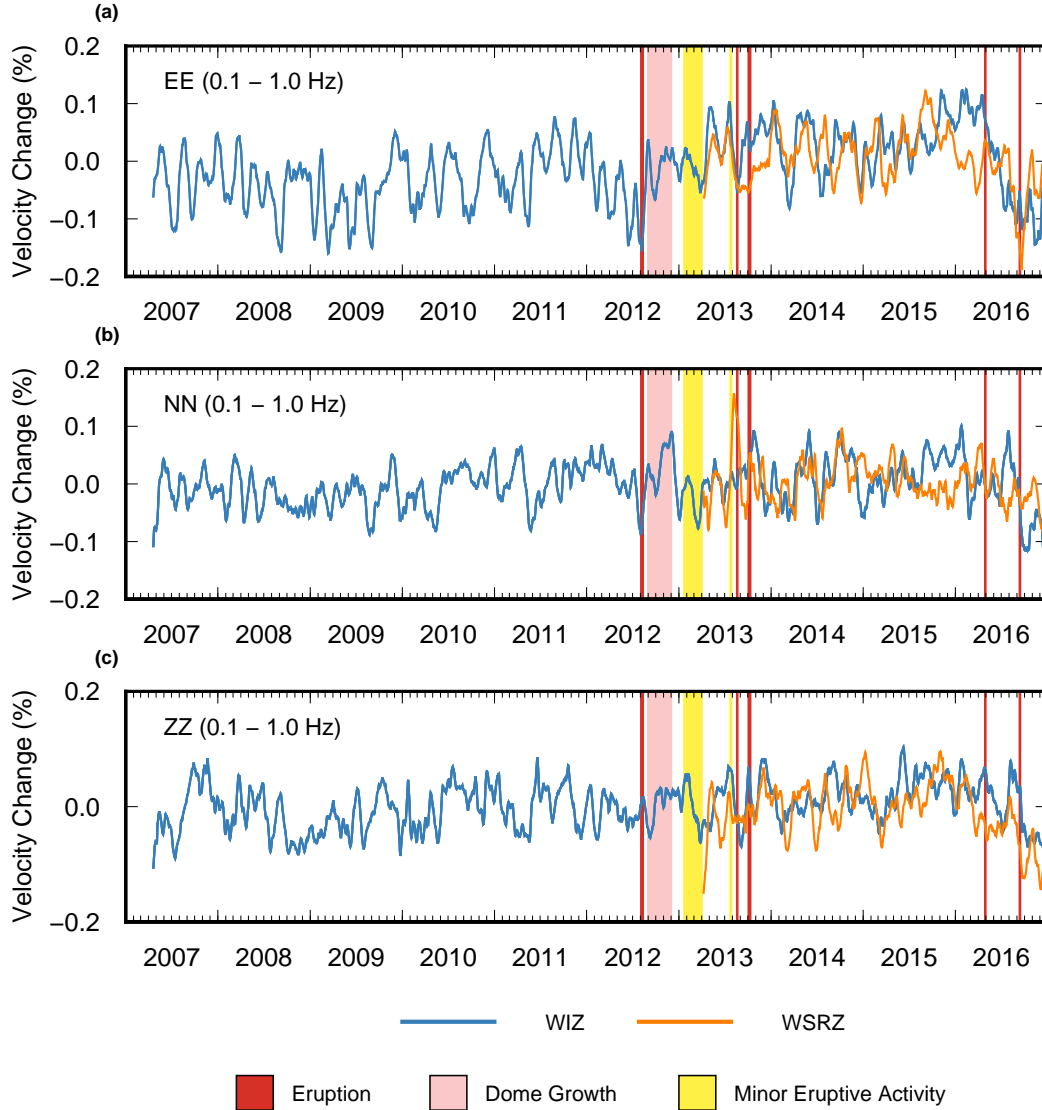 (a)
Velocity Change (%)
0.2
0.1
0.0
−0.1
−0.2
EE (0.1 − 1.0 Hz)
2007 2008 2009 2010 2011 2012 2013 2014 2015 2016
(b)
Velocity Change (%)
0.2
0.1
0.0
−0.1
−0.2
NN (0.1 − 1.0 Hz)
2007 2008 2009 2010 2011 2012 2013 2014 2015 2016
(c)
Velocity Change (%)
0.2
0.1
0.0
−0.2
ZZ (0.1 − 1.0 Hz)
2007 2008 2009 2010 2011 2012 2013 2014 2015 2016
WIZ WSRZ
Eruption Dome Growth Minor Eruptive Activity